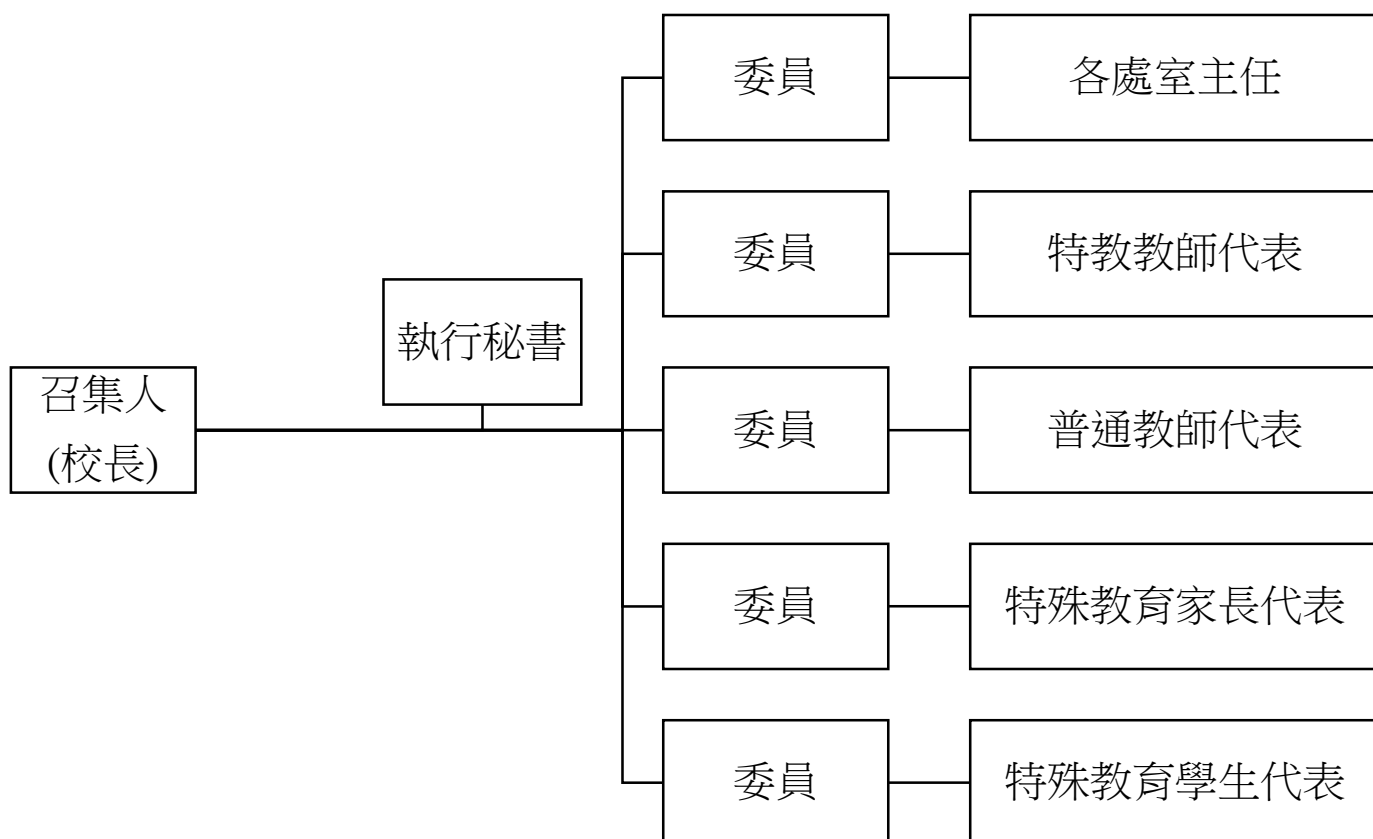 召集人
(校長)
執行秘書
委員
各處室主任
委員
特教教師代表
委員
普通教師代表
委員
特殊教育家長代表
委員
特殊教育學生代表